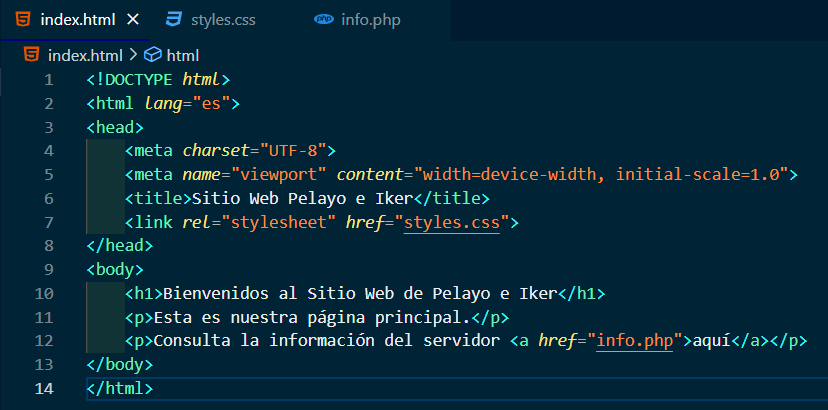 index.html × styles.css info.php
index.html > html
1 <!DOCTYPE html>
2 <html lang="es">
3 <head>
4     <meta charset="UTF-8">
5     <meta name="viewport" content="width=device-width, initial-scale=1.0">
6     <title>Sitio Web Pelayo e Iker</title>
7     <link rel="stylesheet" href="styles.css">
8 </head>
9 <body>
10     <h1>Bienvenidos al Sitio Web de Pelayo e Iker</h1>
11     <p>Esta es nuestra página principal.</p>
12     <p>Consulta la información del servidor <a href="info.php">aquí</a></p>
13 </body>
14 </html>